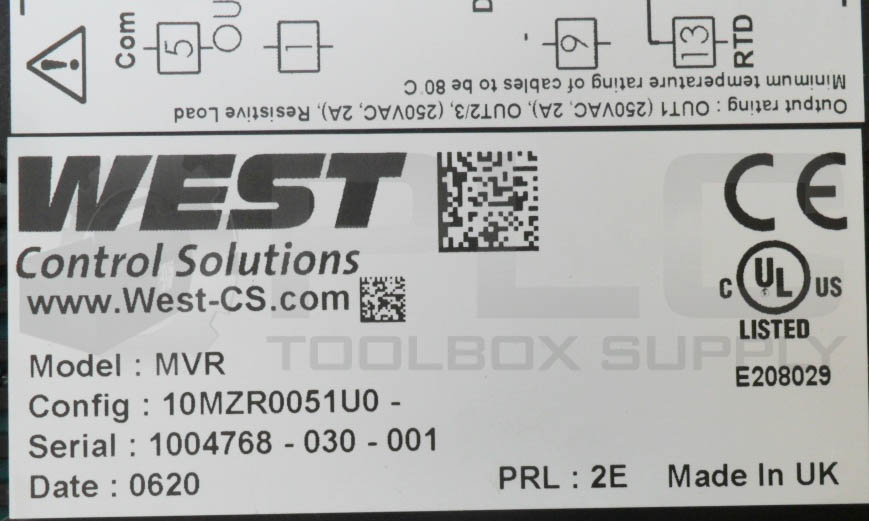 Com
5
OU
1
D
-
9
13
RTD
Minimum temperature rating of cables to be 80°C
Output rating : OUT1 (250VAC, 2A), OUT2/3, (250VAC, 2A), Resistive Load
WEST
Control Solutions
www.West-CS.com
CE
C UL US
LISTED
E208029
PLC
TOOLBOX SUPPLY
Model : MVR
Config : 10MZR0051U0 -
Serial : 1004768 - 030 - 001
Date : 0620
PRL : 2E Made In UK